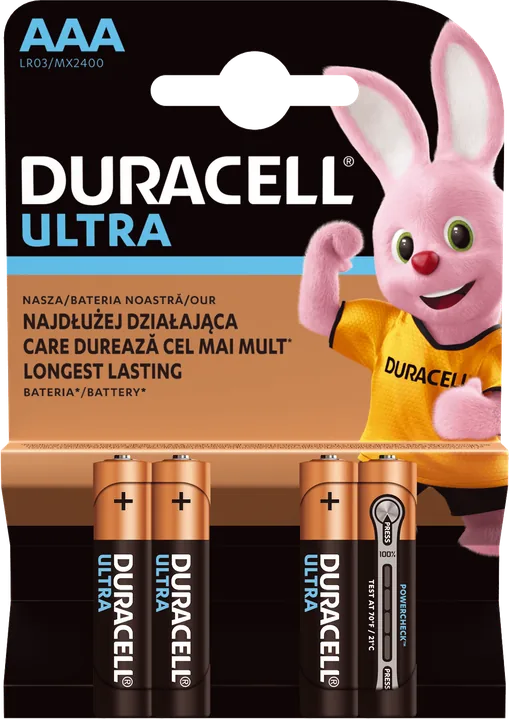 AAA
LR03/MX2400
DURACELL®
ULTRA
NASZA/BATERIA NOASTRĂ/OUR
NAJDŁUŻEJ DZIAŁAJĄCA
CARE DUREAZĂ CEL MAI MULT*
LONGEST LASTING
BATERIA*/BATTERY*
DURACELL
+
+
+
DURACELL®
ULTRA
DURACELL®
ULTRA
DURACELL®
ULTRA
PRESS
100%
TEST AT 70°F / 21°C
POWERCHECK™
PRESS